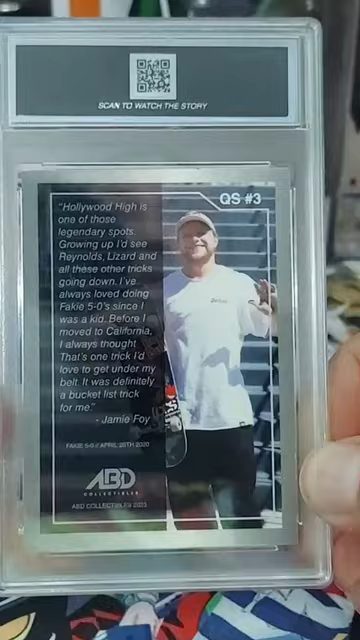 SCAN TO WATCH THE STORY
QS #3
"Hollywood High is
one of those
legendary spots.
Growing up I'd see
Reynolds, Lizard and
all these other tricks
going down. I've
always loved doing
Fakie 5-0's since I
was a kid. Before I
moved to California,
I always thought
That's one trick I'd
love to get under my
belt. It was definitely
a bucket list trick
for me."
- Jamie Foy
FAKIE 5-0 // APRIL 25TH 2020
ABD
COLLECTIBLES
ABD COLLECTIBLES 2023